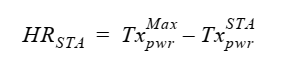 HR_STA = Tx_pwr^Max − Tx_pwr^STA